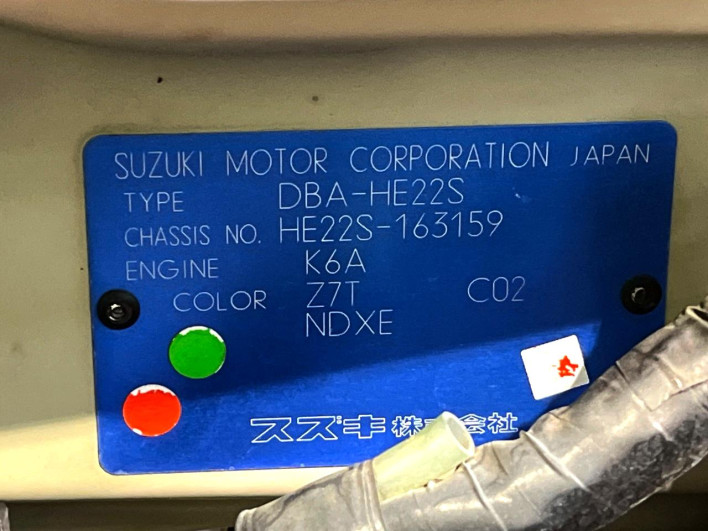 SUZUKI MOTOR CORPORATION JAPAN
TYPE DBA-HE22S
CHASSIS NO. HE22S-163159
ENGINE K6A
COLOR Z7T C02
NDXE
スズキ株式会社